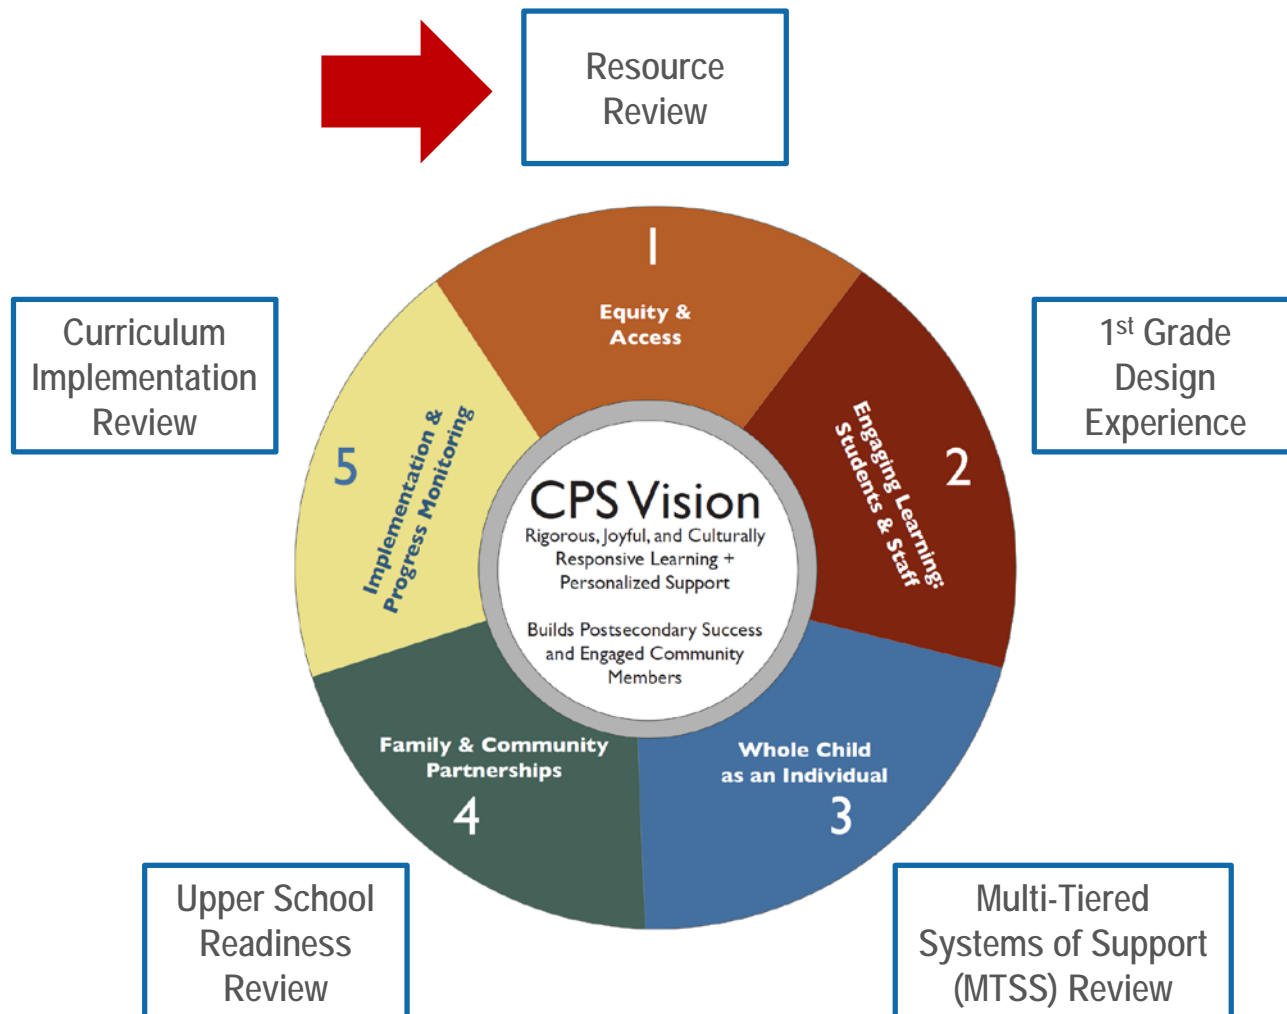 Resource
Review
1
Equity &
Access
Curriculum
Implementation
Review
1st Grade
Design
Experience
Engaging Learning:
Students & Staff
2
5
Implementation &
Progress Monitoring
CPS Vision
Rigorous, Joyful, and Culturally
Responsive Learning +
Personalized Support
Builds Postsecondary Success
and Engaged Community
Members
Family & Community
Partnerships
4
Whole Child
as an Individual
3
Upper School
Readiness
Review
Multi-Tiered
Systems of Support
(MTSS) Review